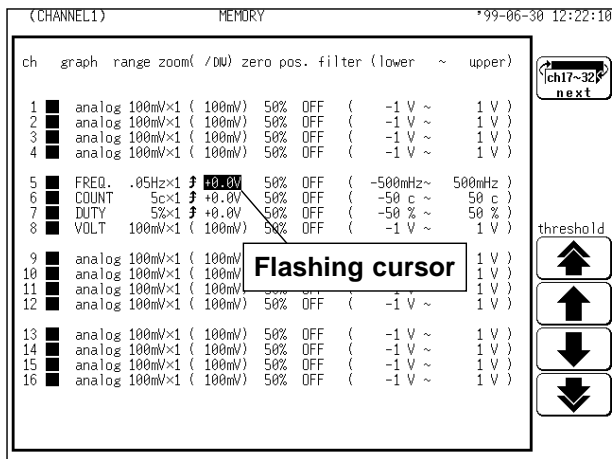 (CHANNEL1) MEMORY '99-06-30 12:22:10
ch graph range zoom( /DIV) zero pos. filter (lower ~ upper)
ch17~32
next
1 analog 100mV×1 ( 100mV) 50% OFF ( -1 V ~ 1 V )
2 analog 100mV×1 ( 100mV) 50% OFF ( -1 V ~ 1 V )
3 analog 100mV×1 ( 100mV) 50% OFF ( -1 V ~ 1 V )
4 analog 100mV×1 ( 100mV) 50% OFF ( -1 V ~ 1 V )
5 FREQ. .05Hz×1 +0.0V 50% OFF ( -500mHz~ 500mHz )
6 COUNT 5c×1 +0.0V 50% OFF ( -50 c ~ 50 c )
7 DUTY 5%×1 +0.0V 50% OFF ( -50 % ~ 50 % )
8 VOLT 100mV×1 ( 100mV) 50% OFF ( -1 V ~ 1 V )
threshold
Flashing cursor
9 analog 100mV×1 ( 100mV 1 V )
10 analog 100mV×1 ( 100mV 1 V )
11 analog 100mV×1 ( 100mV 1 V )
12 analog 100mV×1 ( 100mV) 50% OFF ( -1 V ~ 1 V )
13 analog 100mV×1 ( 100mV) 50% OFF ( -1 V ~ 1 V )
14 analog 100mV×1 ( 100mV) 50% OFF ( -1 V ~ 1 V )
15 analog 100mV×1 ( 100mV) 50% OFF ( -1 V ~ 1 V )
16 analog 100mV×1 ( 100mV) 50% OFF ( -1 V ~ 1 V )